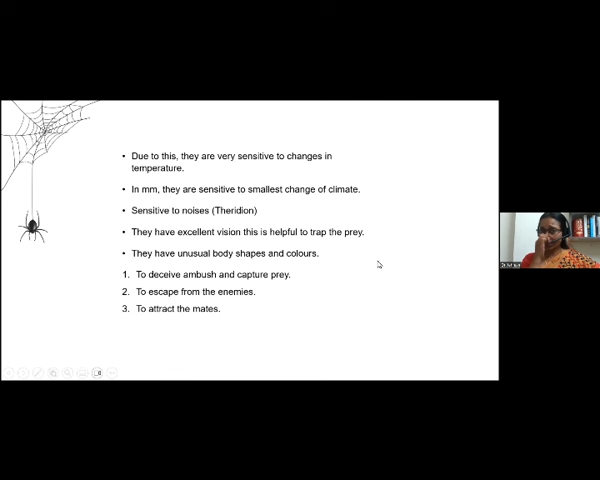 • Due to this, they are very sensitive to changes in
temperature.
• In mm, they are sensitive to smallest change of climate.
• Sensitive to noises (Theridion)
• They have excellent vision this is helpful to trap the prey.
• They have unusual body shapes and colours.
1. To deceive ambush and capture prey.
2. To escape from the enemies.
3. To attract the mates.